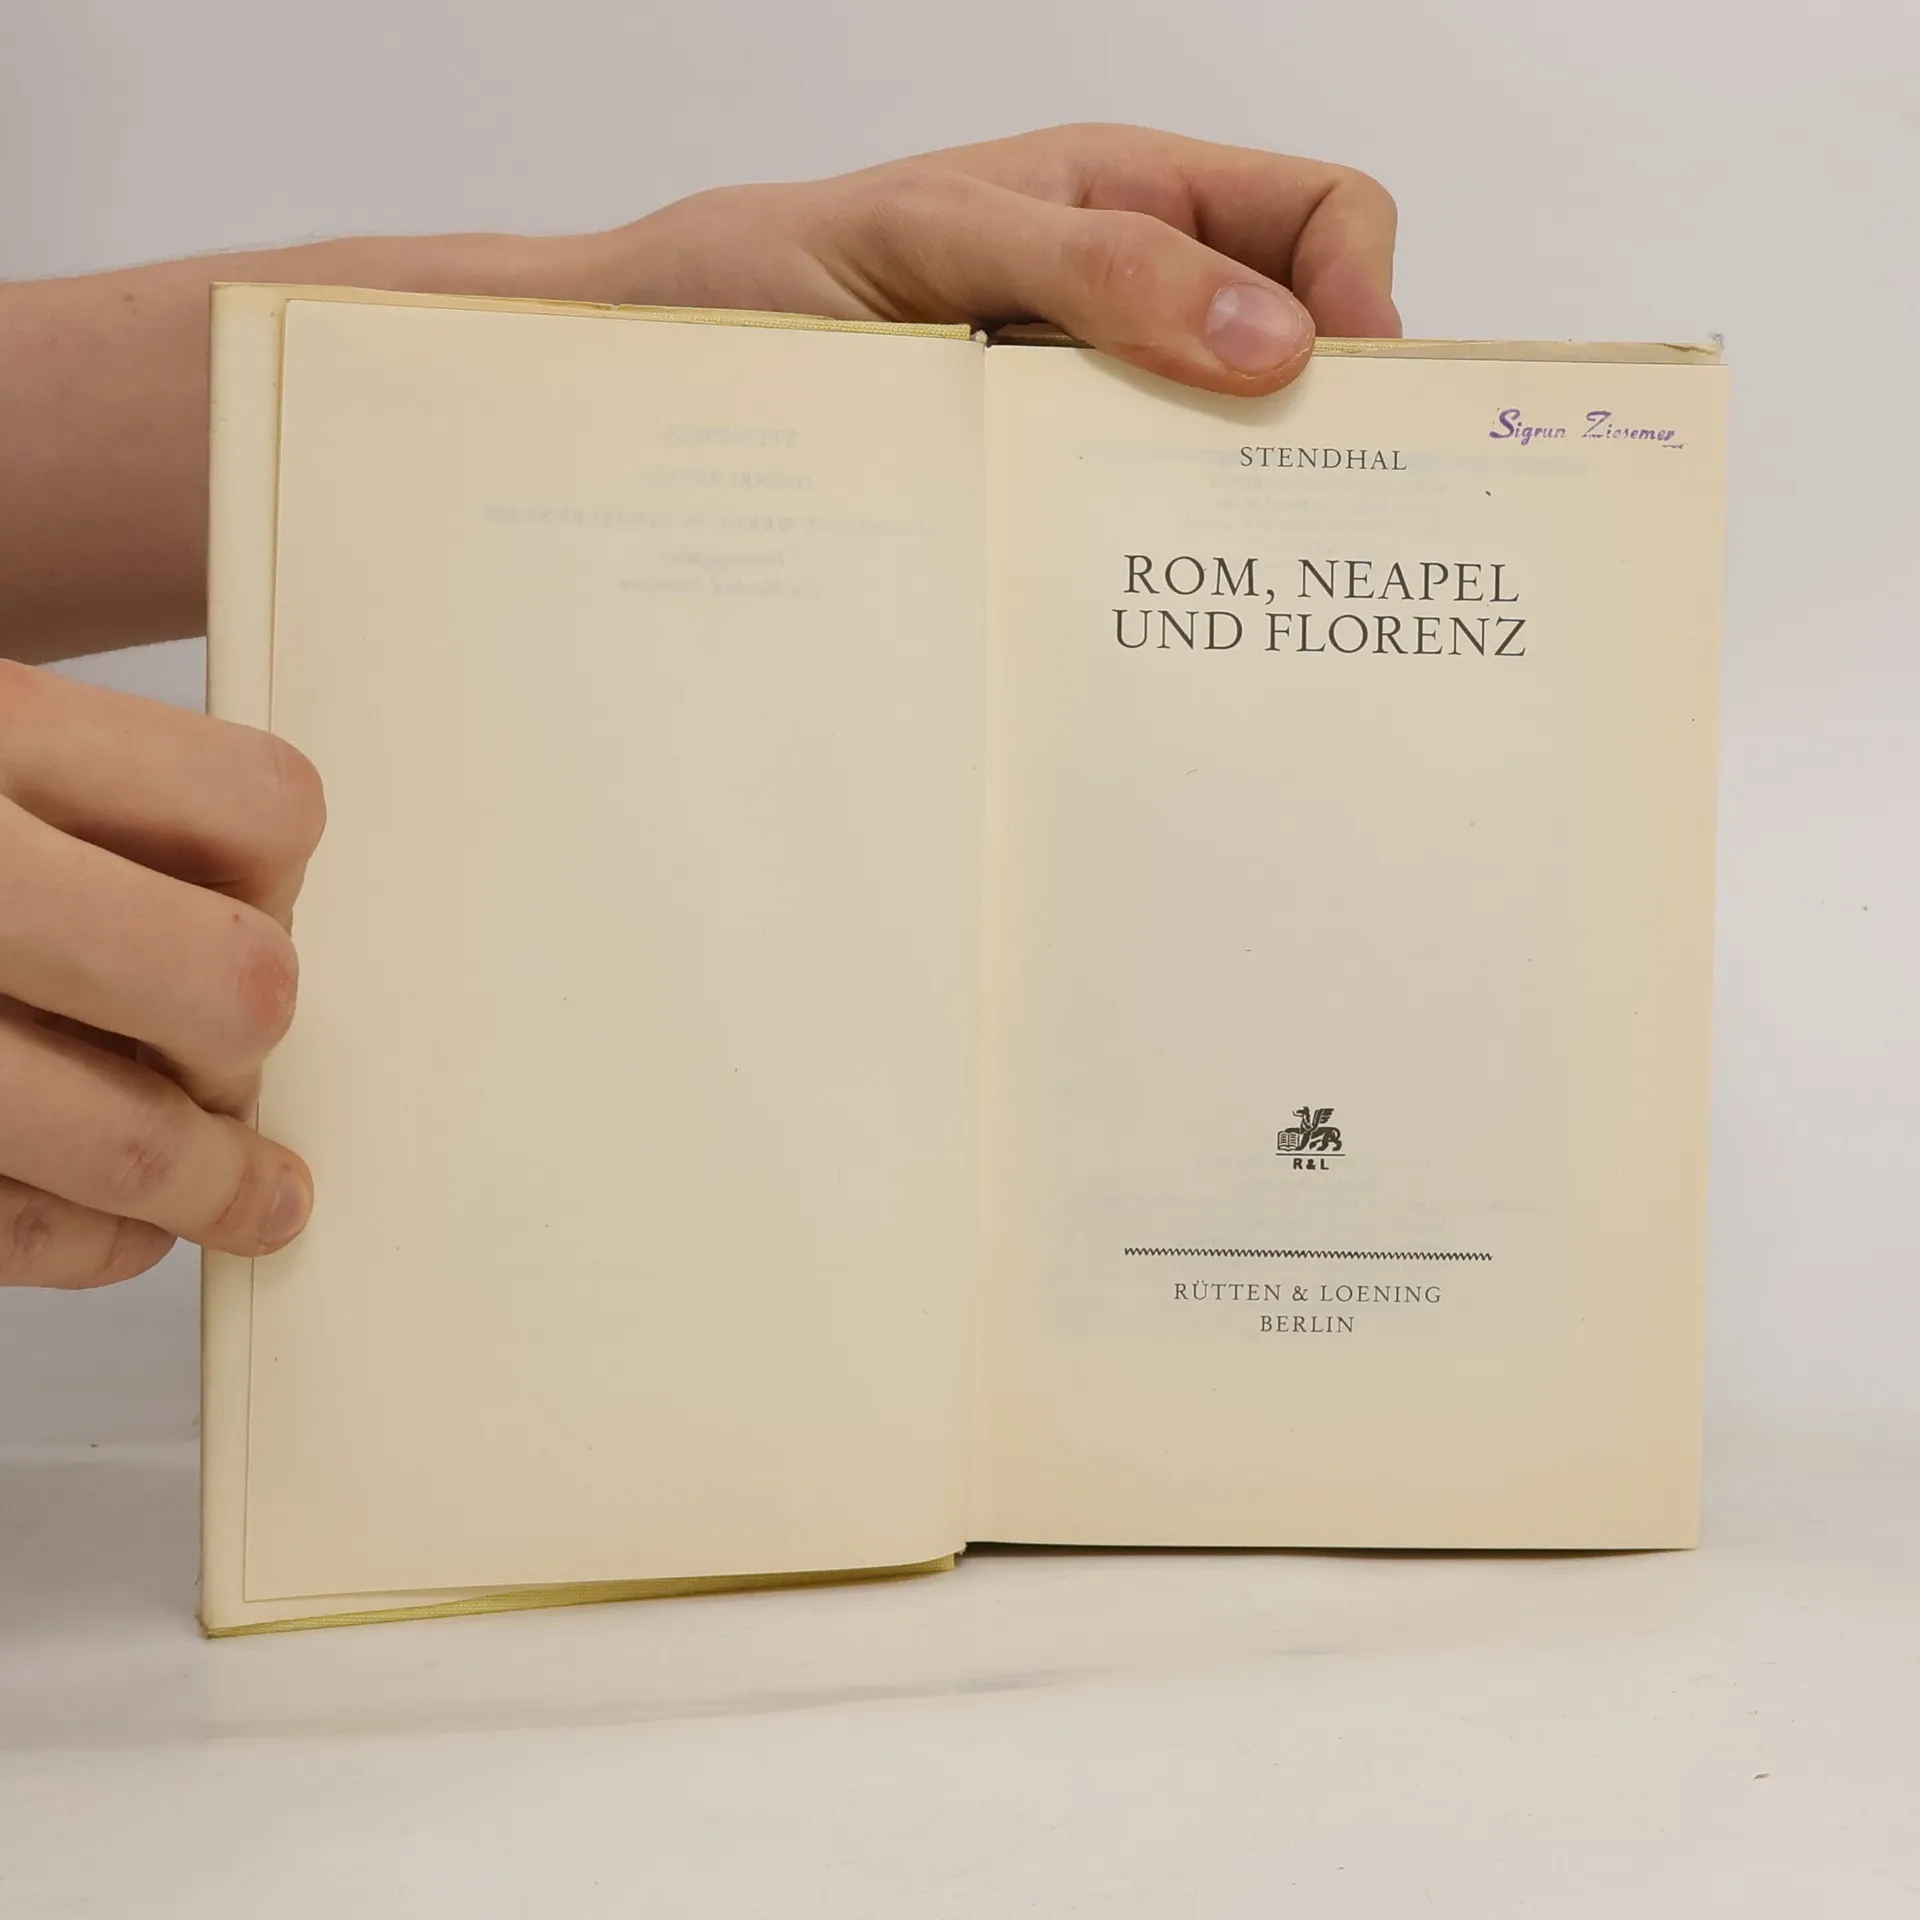 Sigrun Ziesemer
STENDHAL
ROM, NEAPEL
UND FLORENZ
R & L
RÜTTEN & LOENING
BERLIN